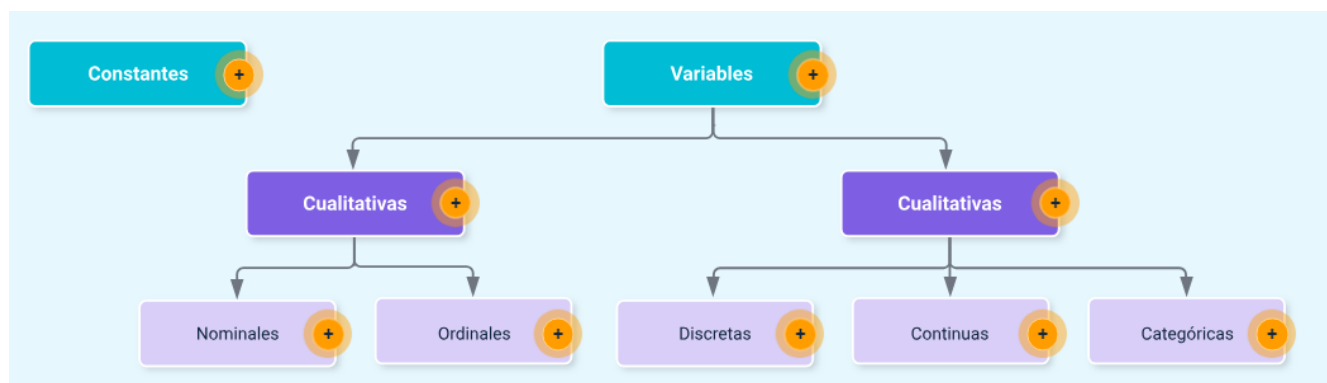 Constantes +
Variables +
Cualitativas +
Cualitativas +
Nominales +
Ordinales +
Discretas +
Continuas +
Categóricas +